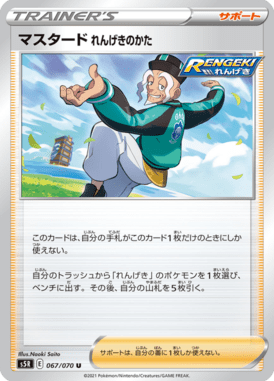 TRAINER'S
サポート
マスタード れんげきのかた
RENGEKI
れんげき
このカードは、自分の手札がこのカード1枚だけのときにしか
使えない。
自分のトラッシュから「れんげき」のポケモンを1枚選び、
ベンチに出す。その後、自分の山札を5枚引く。
Illus.Naoki Saito
s5R E 067/070 U
サポートは、自分の番に1枚しか使えない。
©2021 Pokémon/Nintendo/Creatures/GAME FREAK.